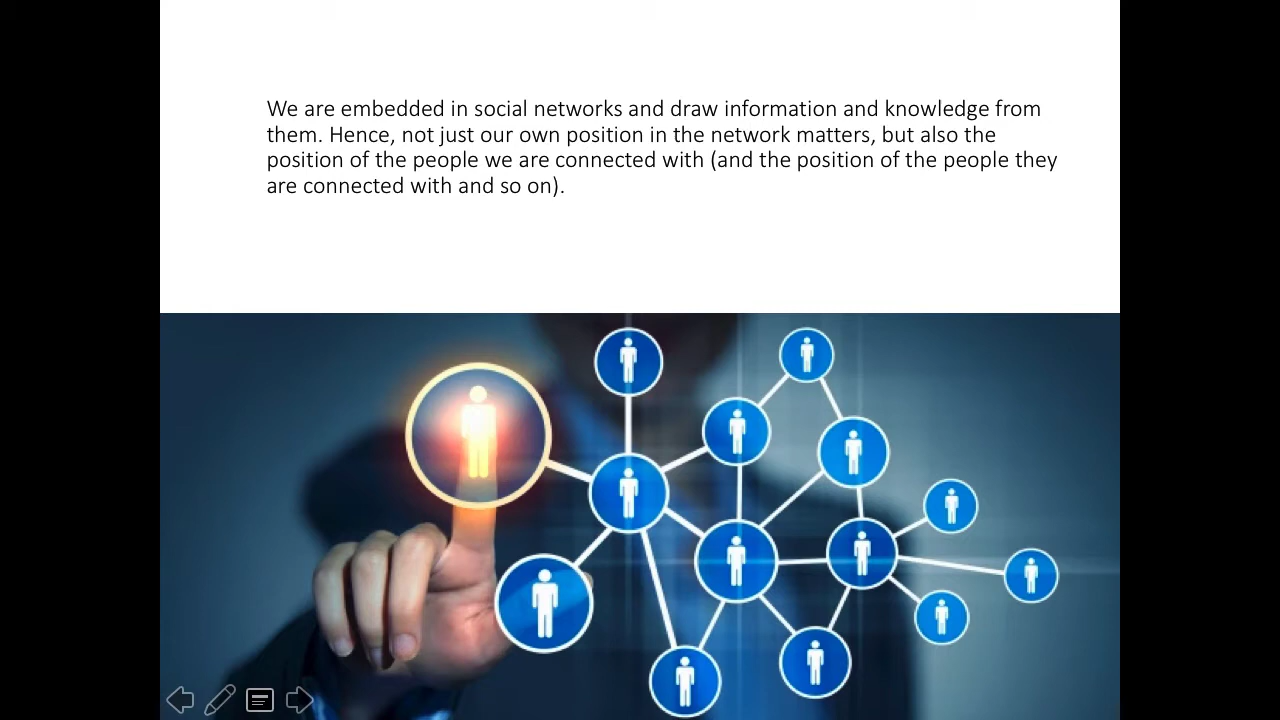 We are embedded in social networks and draw information and knowledge from
them. Hence, not just our own position in the network matters, but also the
position of the people we are connected with (and the position of the people they
are connected with and so on).